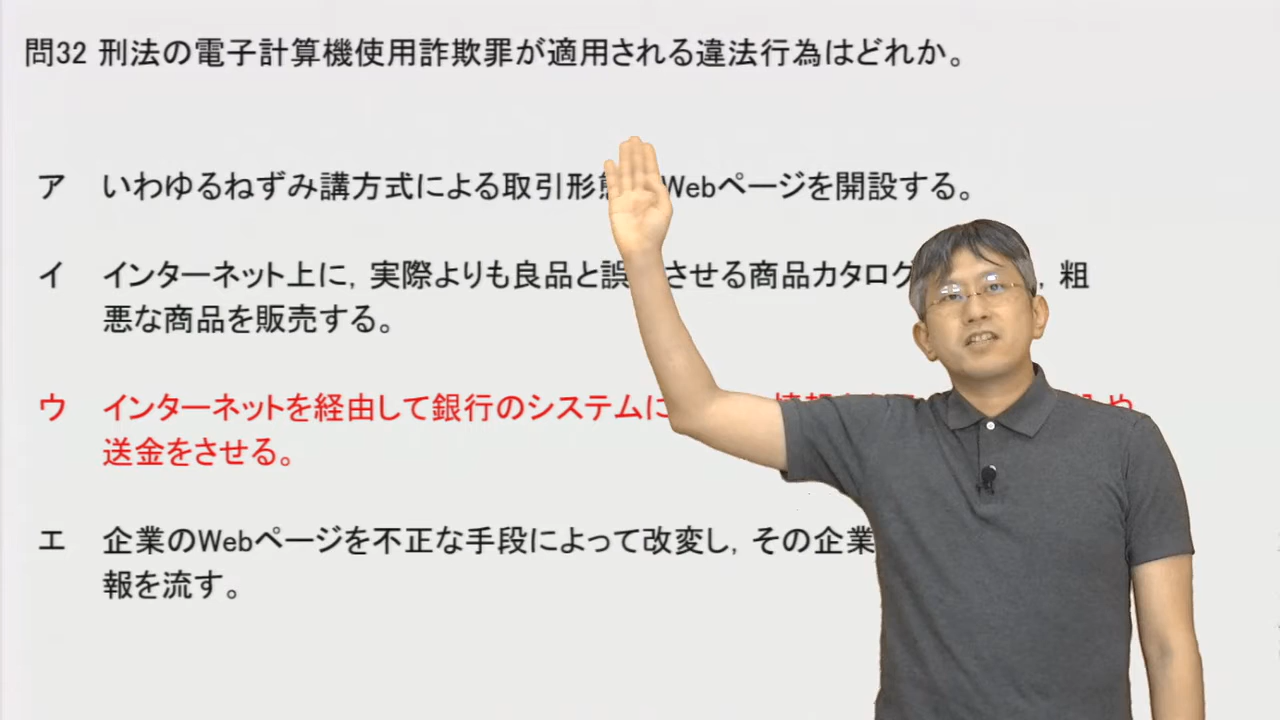 問32 刑法の電子計算機使用詐欺罪が適用される違法行為はどれか。
ア いわゆるねずみ講方式による取引形 Webページを開設する。
イ インターネット上に，実際よりも良品と誤 させる商品カタログ ，粗
悪な商品を販売する。
ウ インターネットを経由して銀行のシステムに や
送金をさせる。
エ 企業のWebページを不正な手段によって改変し，その企業
報を流す。